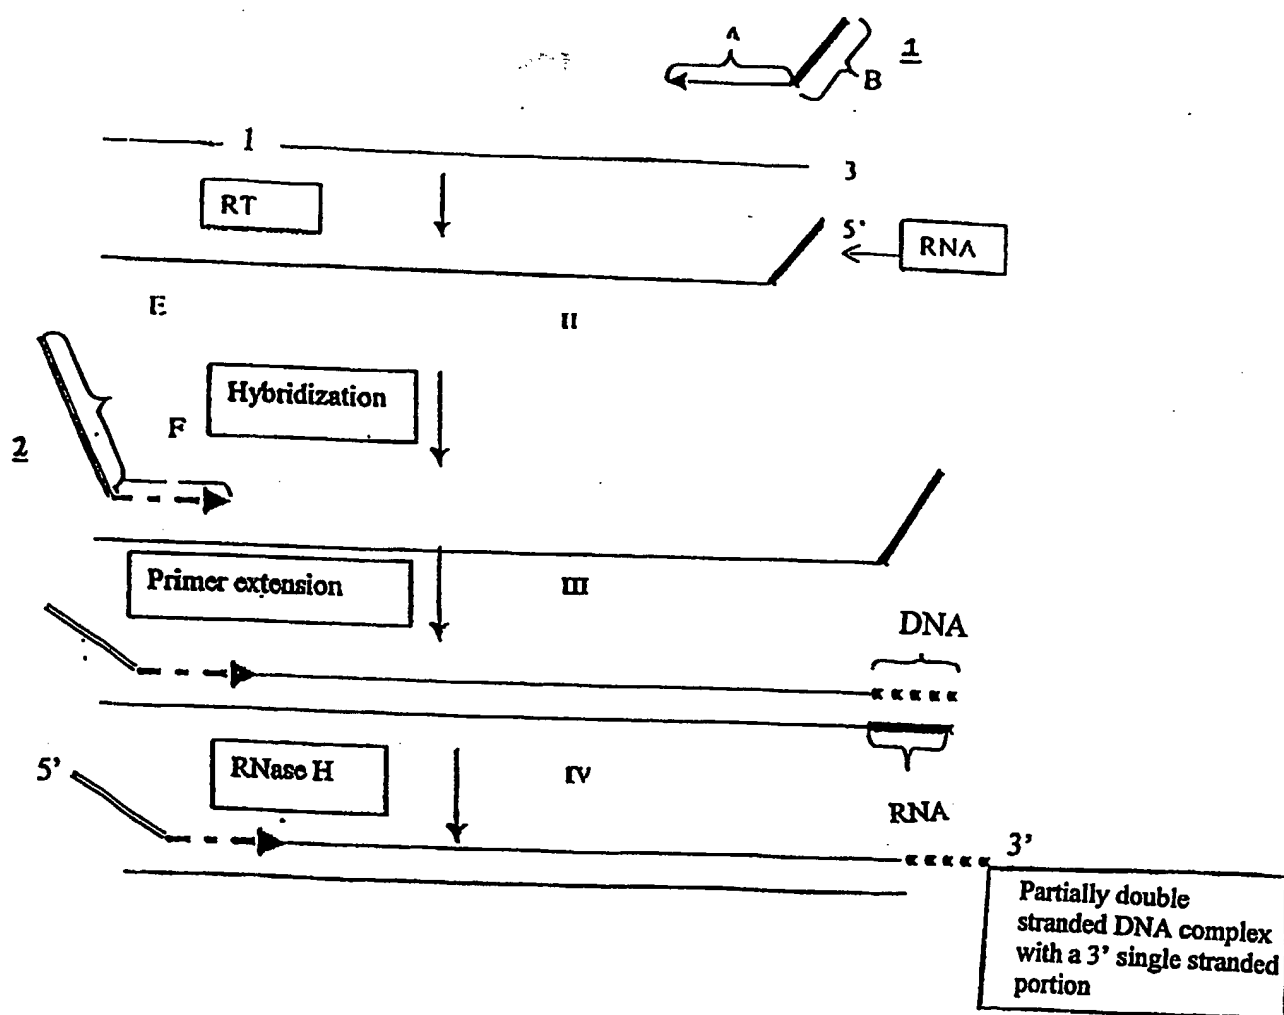 A
1
B
1
3
RT
5'
RNA
E
II
Hybridization
F
2
Primer extension
III
DNA
RNase H
IV
5'
RNA
3'
Partially double
stranded DNA complex
with a 3' single stranded
portion